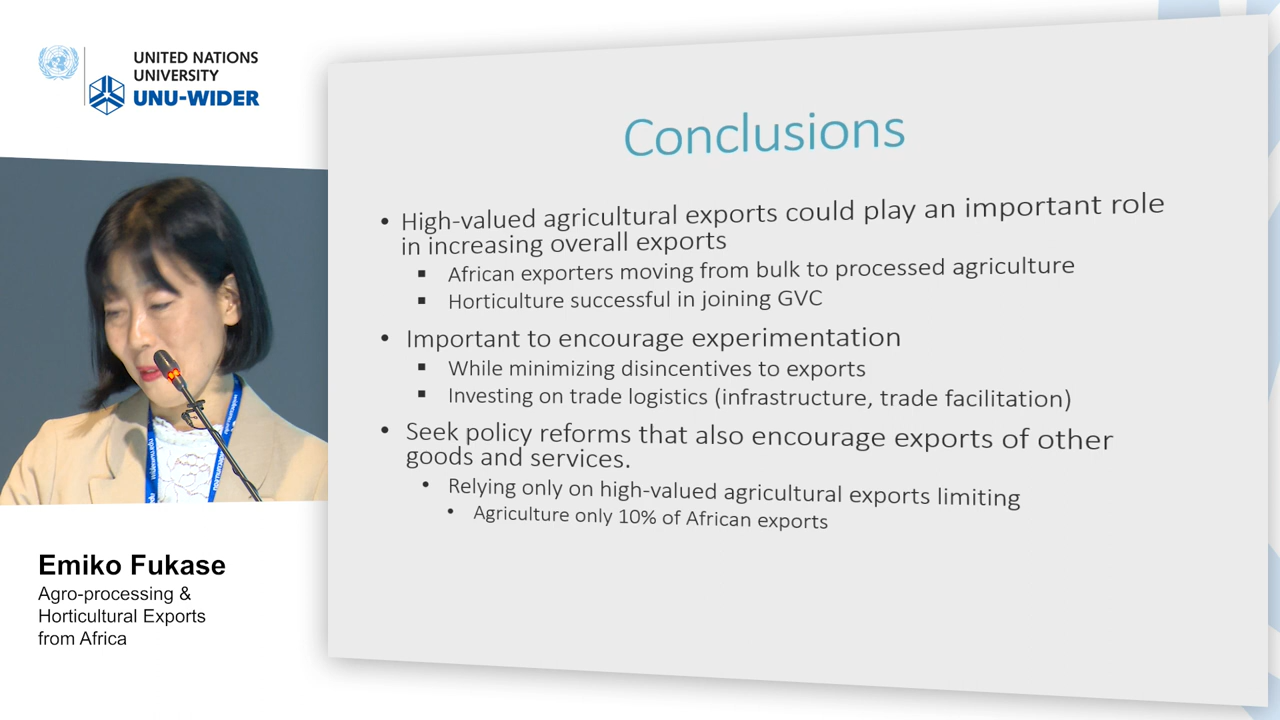 UNITED NATIONS
UNIVERSITY
UNU-WIDER
Conclusions
• High-valued agricultural exports could play an important role
in increasing overall exports
▪ African exporters moving from bulk to processed agriculture
▪ Horticulture successful in joining GVC
• Important to encourage experimentation
▪ While minimizing disincentives to exports
▪ Investing on trade logistics (infrastructure, trade facilitation)
• Seek policy reforms that also encourage exports of other
goods and services.
• Relying only on high-valued agricultural exports limiting
• Agriculture only 10% of African exports
Emiko Fukase
Agro-processing &
Horticultural Exports
from Africa